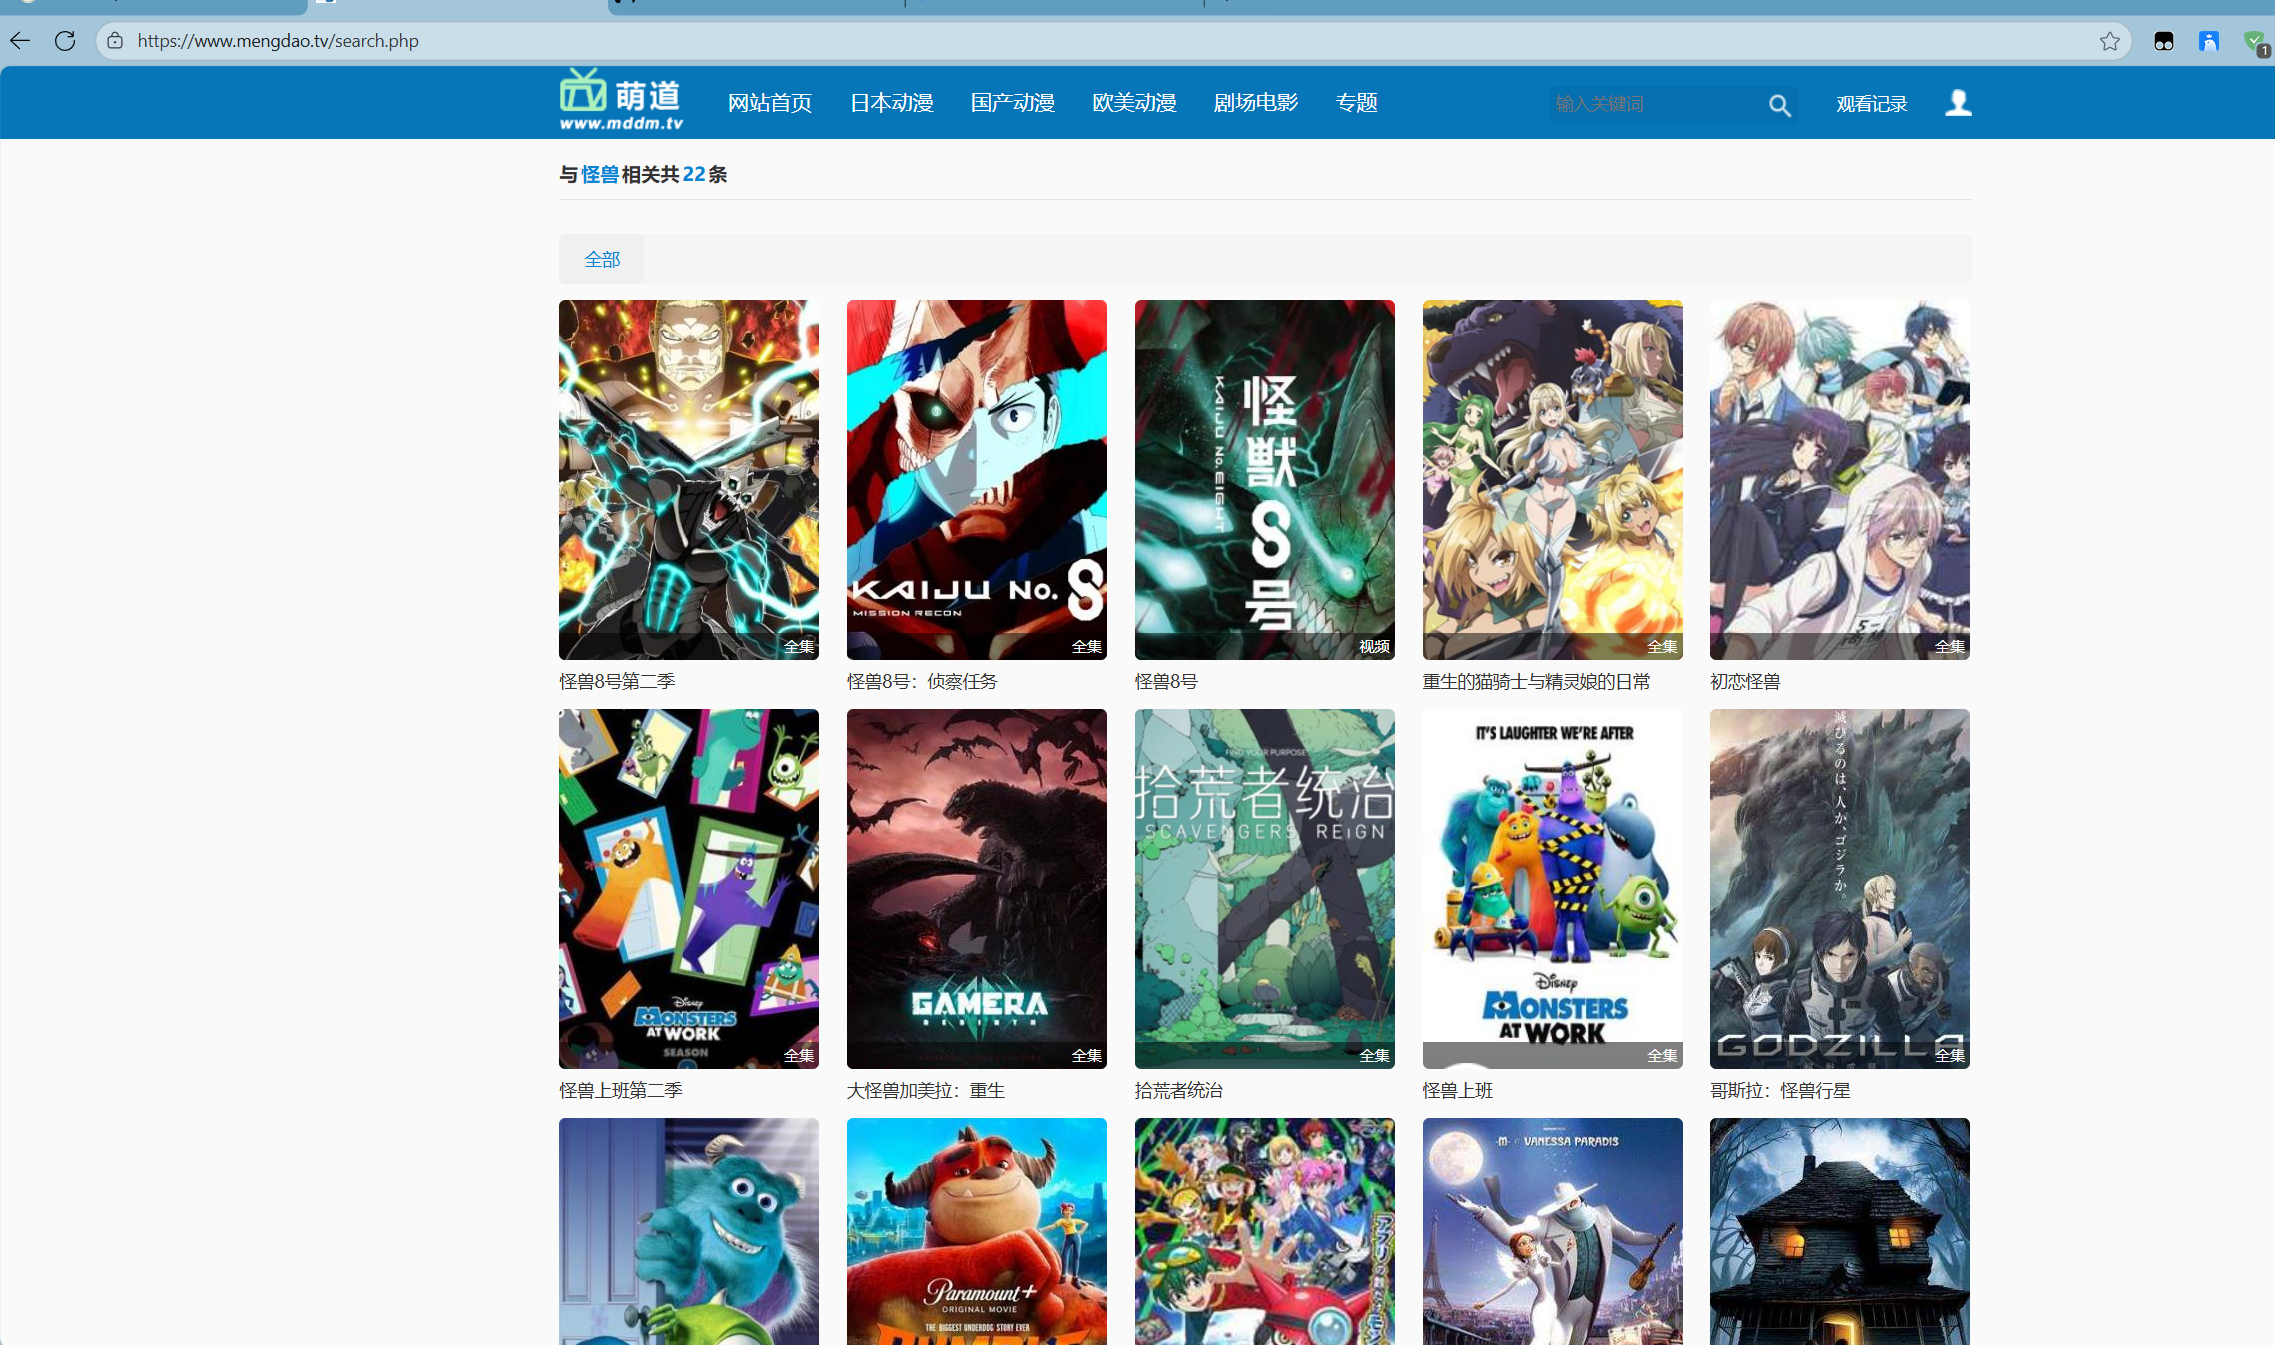 https://www.mengdao.tv/search.php
1
萌道
www.mddm.tv
网站首页 日本动漫 国产动漫 欧美动漫 剧场电影 专题 输入关键词 观看记录
与怪兽相关共22条
全部
KAIJU No. 8
MISSION RECON
怪獣8号
KAIJU No.EIGHT
全集 全集 视频 全集 全集
怪兽8号第二季 怪兽8号：侦察任务 怪兽8号 重生的猫骑士与精灵娘的日常 初恋怪兽
Disney
MONSTERS
AT WORK
SEASON
GAMERA
REBIRTH
FIND YOUR PURPOSE
拾荒者统治
SCAVENGERS REIGN
IT'S LAUGHTER WE'RE AFTER
Disney
MONSTERS
AT WORK
滅びるのは、人か、ゴジラか。
GODZILLA
全集 全集 全集 全集 全集
怪兽上班第二季 大怪兽加美拉：重生 拾荒者统治 怪兽上班 哥斯拉：怪兽行星
Paramount+
ORIGINAL MOVIE
THE BIGGEST UNDERDOG STORY EVER
-M- ET VANESSA PARADIS